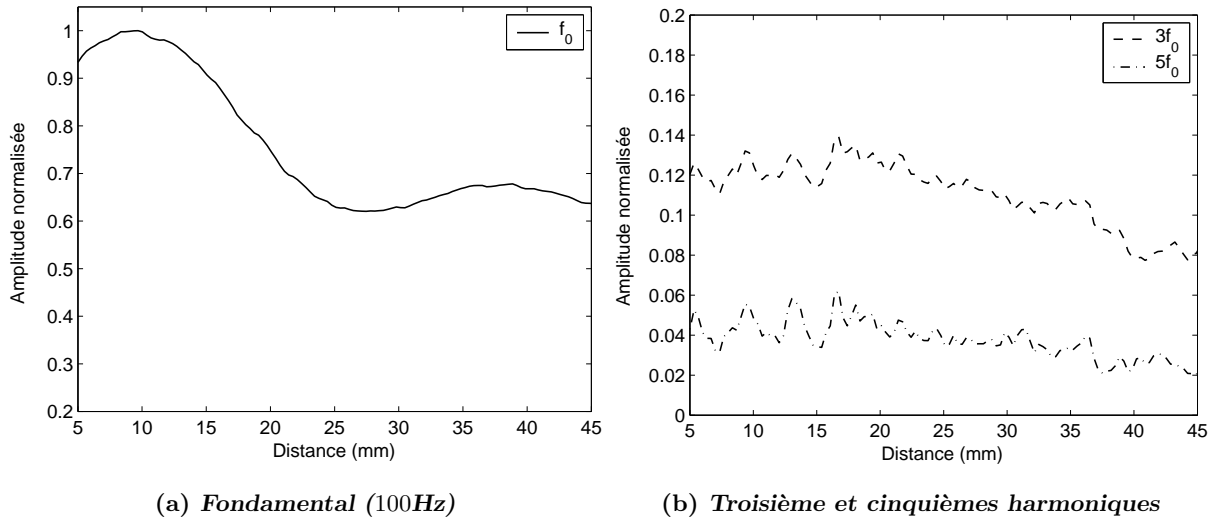 1
0.9
0.8
0.7
0.6
0.5
0.4
0.3
0.2
5 10 15 20 25 30 35 40 45
Distance (mm)
Amplitude normalisée
f_0
(a) Fondamental (100Hz)
0.2
0.18
0.16
0.14
0.12
0.1
0.08
0.06
0.04
0.02
0
5 10 15 20 25 30 35 40 45
Distance (mm)
Amplitude normalisée
3f_0
5f_0
(b) Troisième et cinquièmes harmoniques